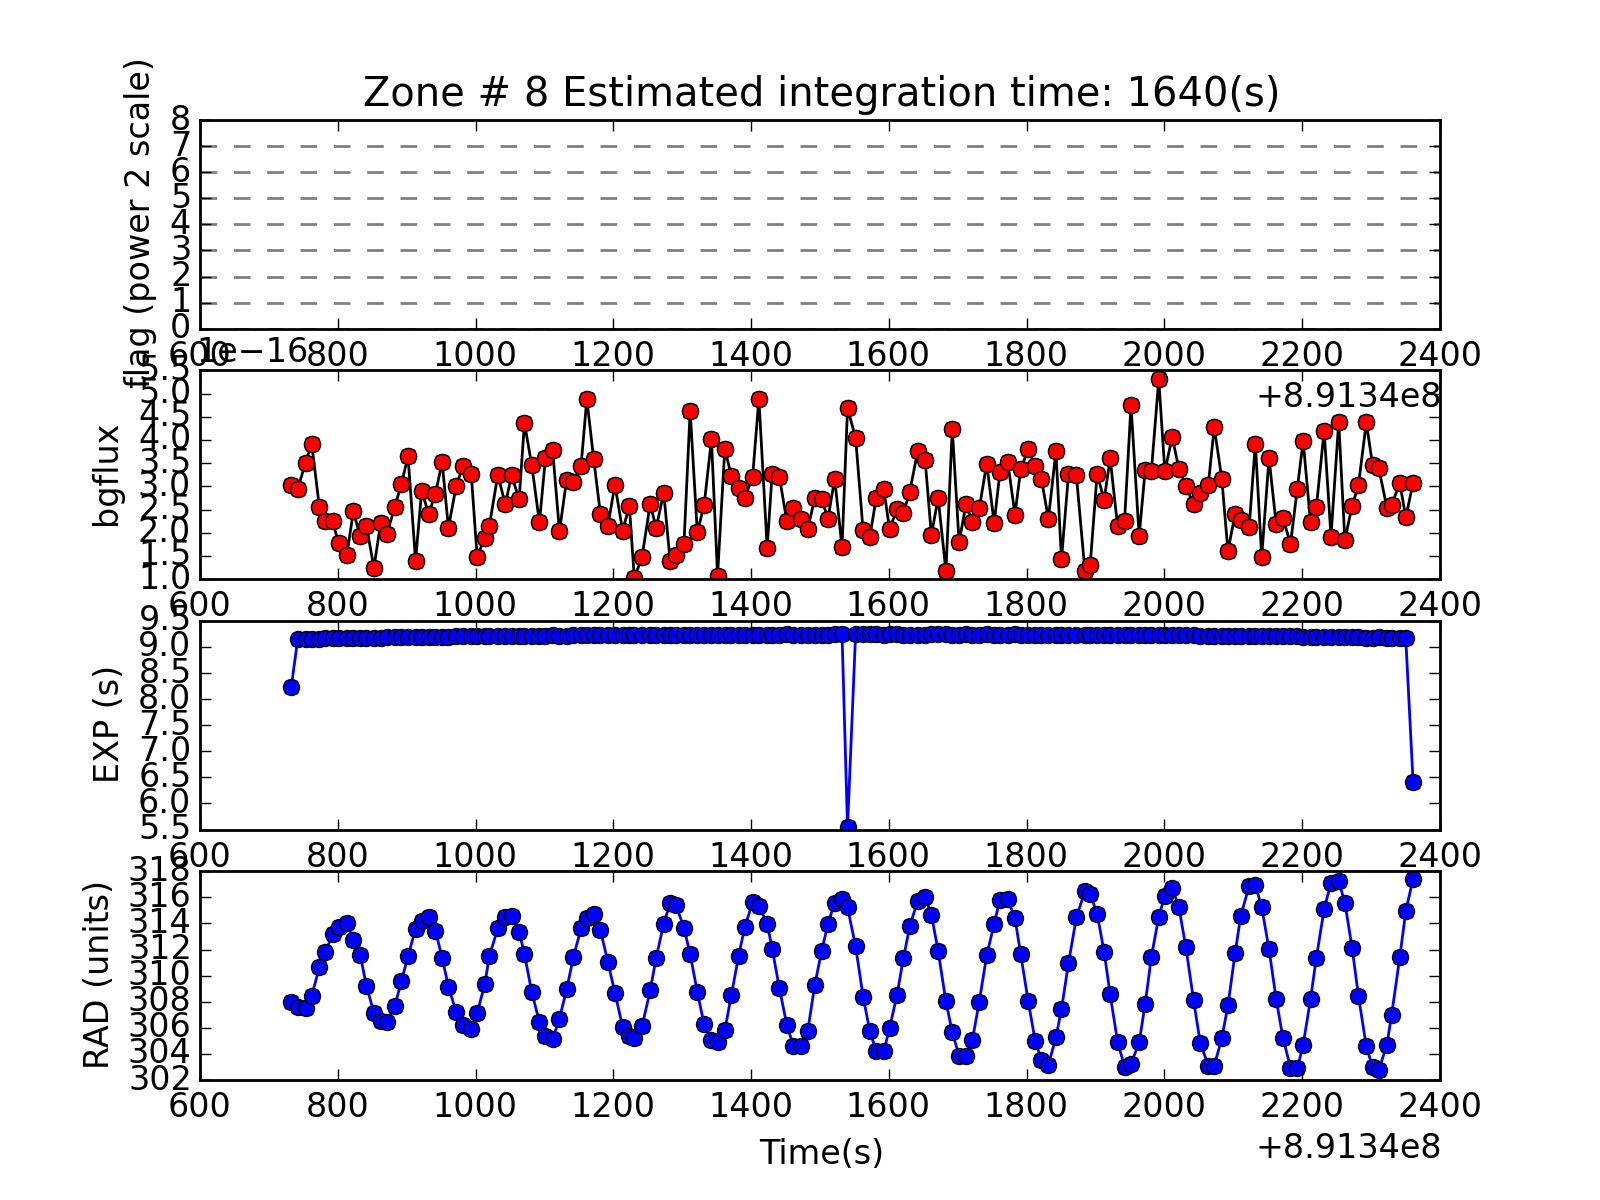 Zone # 8 Estimated integration time: 1640(s)
flag (power 2 scale)
8
7
6
5
4
3
2
1
0
600 800 1000 1200 1400 1600 1800 2000 2200 2400
1e−16
+8.9134e8
bgflux
5.5
5.0
4.5
4.0
3.5
3.0
2.5
2.0
1.5
1.0
600 800 1000 1200 1400 1600 1800 2000 2200 2400
EXP (s)
9.5
9.0
8.5
8.0
7.5
7.0
6.5
6.0
5.5
600 800 1000 1200 1400 1600 1800 2000 2200 2400
RAD (units)
318
316
314
312
310
308
306
304
302
600 800 1000 1200 1400 1600 1800 2000 2200 2400
Time(s)
+8.9134e8